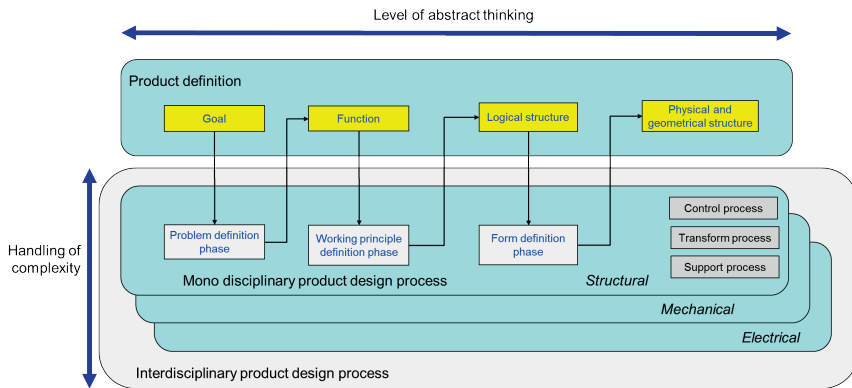 Level of abstract thinking
Product definition
Goal
Function
Logical structure
Physical and
geometrical structure
Handling of
complexity
Problem definition
phase
Working principle
definition phase
Form definition
phase
Control process
Transform process
Support process
Mono disciplinary product design process
Structural
Mechanical
Electrical
Interdisciplinary product design process